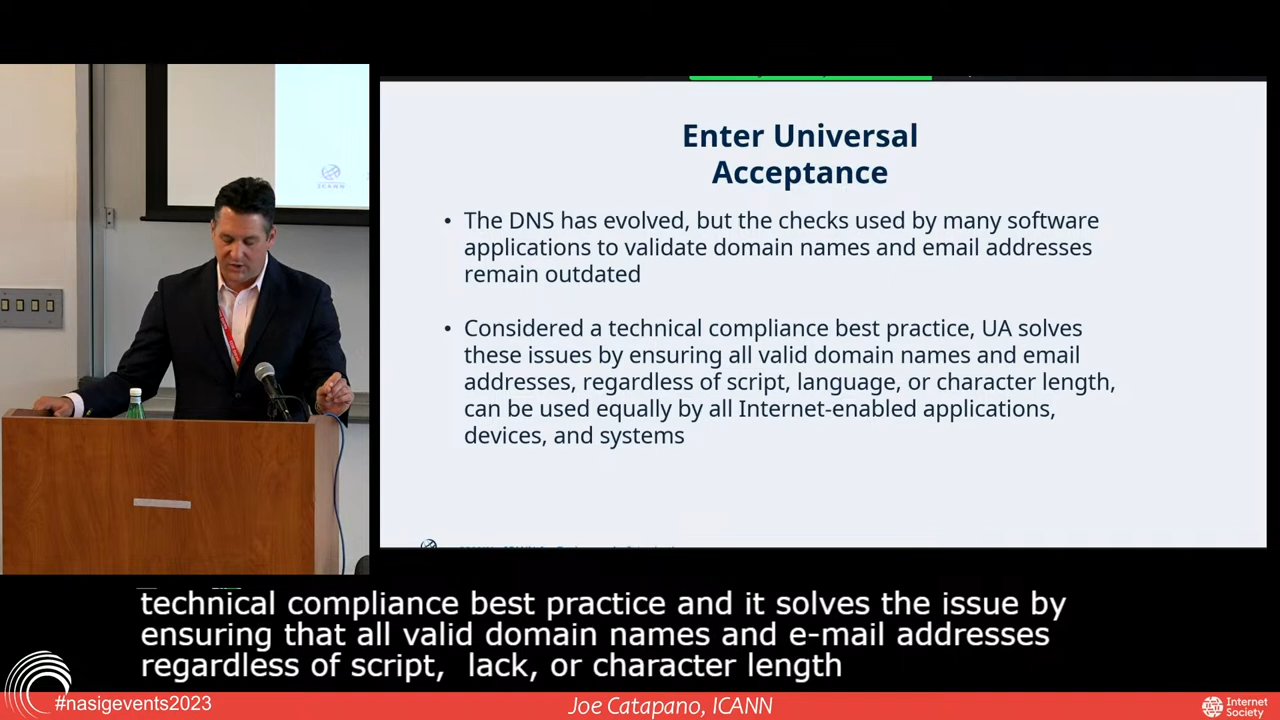 ICANN
Enter Universal
Acceptance
• The DNS has evolved, but the checks used by many software
applications to validate domain names and email addresses
remain outdated
• Considered a technical compliance best practice, UA solves
these issues by ensuring all valid domain names and email
addresses, regardless of script, language, or character length,
can be used equally by all Internet-enabled applications,
devices, and systems
technical compliance best practice and it solves the issue by
ensuring that all valid domain names and e-mail addresses
regardless of script,  lack, or character length
#nasigevents2023
Joe Catapano, ICANN
Internet
Society